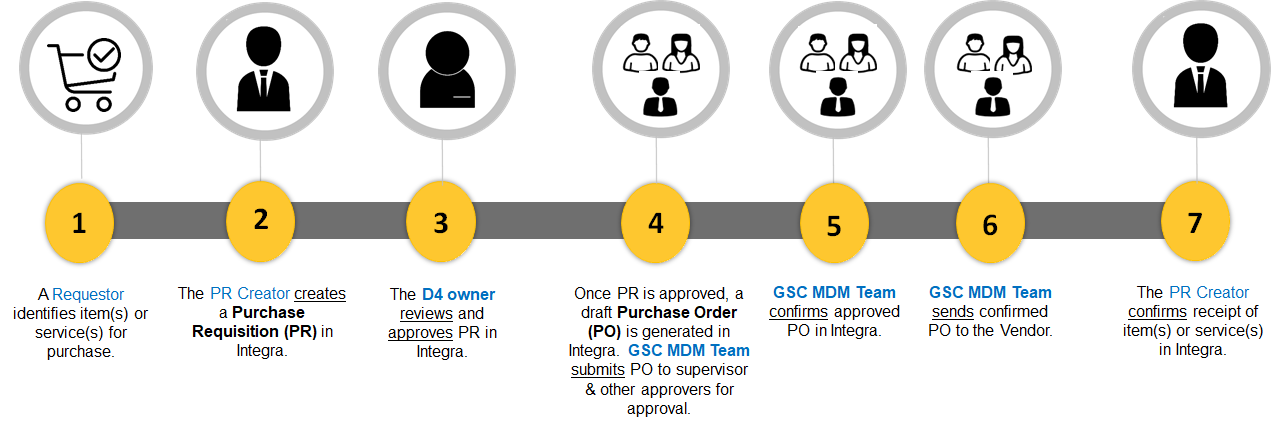 1
2
3
4
5
6
7
A Requestor
identifies item(s) or
service(s) for
purchase.
The PR Creator creates
a Purchase
Requisition (PR) in
Integra.
The D4 owner
reviews and
approves PR in
Integra.
Once PR is approved, a
draft Purchase Order
(PO) is generated in
Integra. GSC MDM Team
submits PO to supervisor
& other approvers for
approval.
GSC MDM Team
confirms approved
PO in Integra.
GSC MDM Team
sends confirmed
PO to the Vendor.
The PR Creator
confirms receipt of
item(s) or service(s)
in Integra.